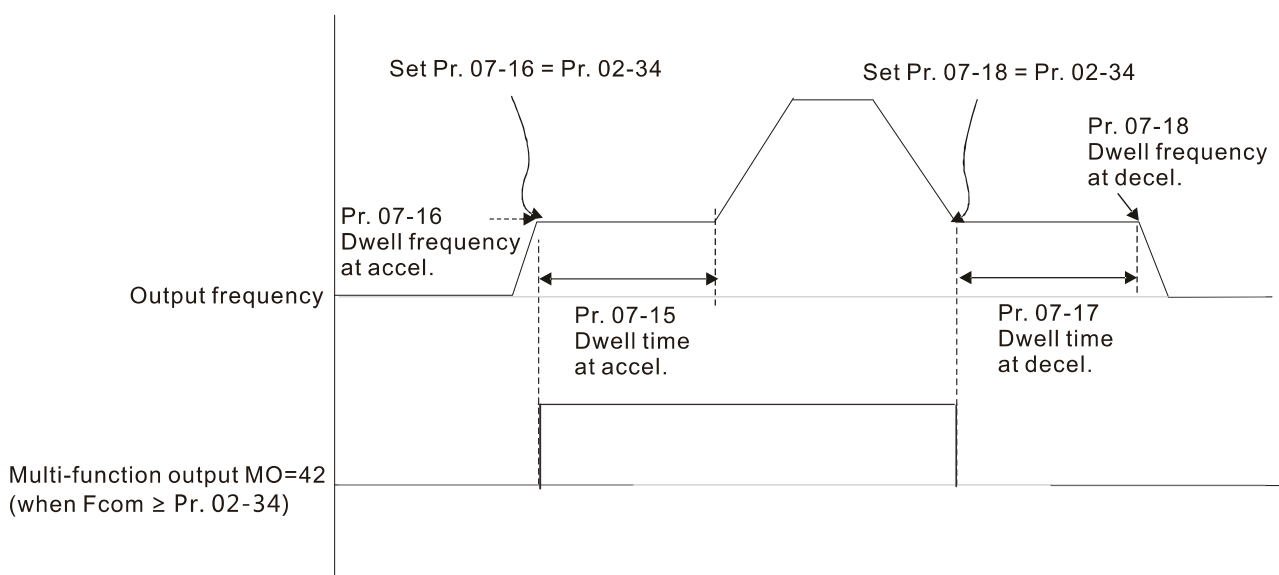 Set Pr. 07-16 = Pr. 02-34
Set Pr. 07-18 = Pr. 02-34
Pr. 07-18
Dwell frequency
at decel.
Pr. 07-16
Dwell frequency
at accel.
Output frequency
Pr. 07-15
Dwell time
at accel.
Pr. 07-17
Dwell time
at decel.
Multi-function output MO=42
(when Fcom ≥ Pr. 02-34)